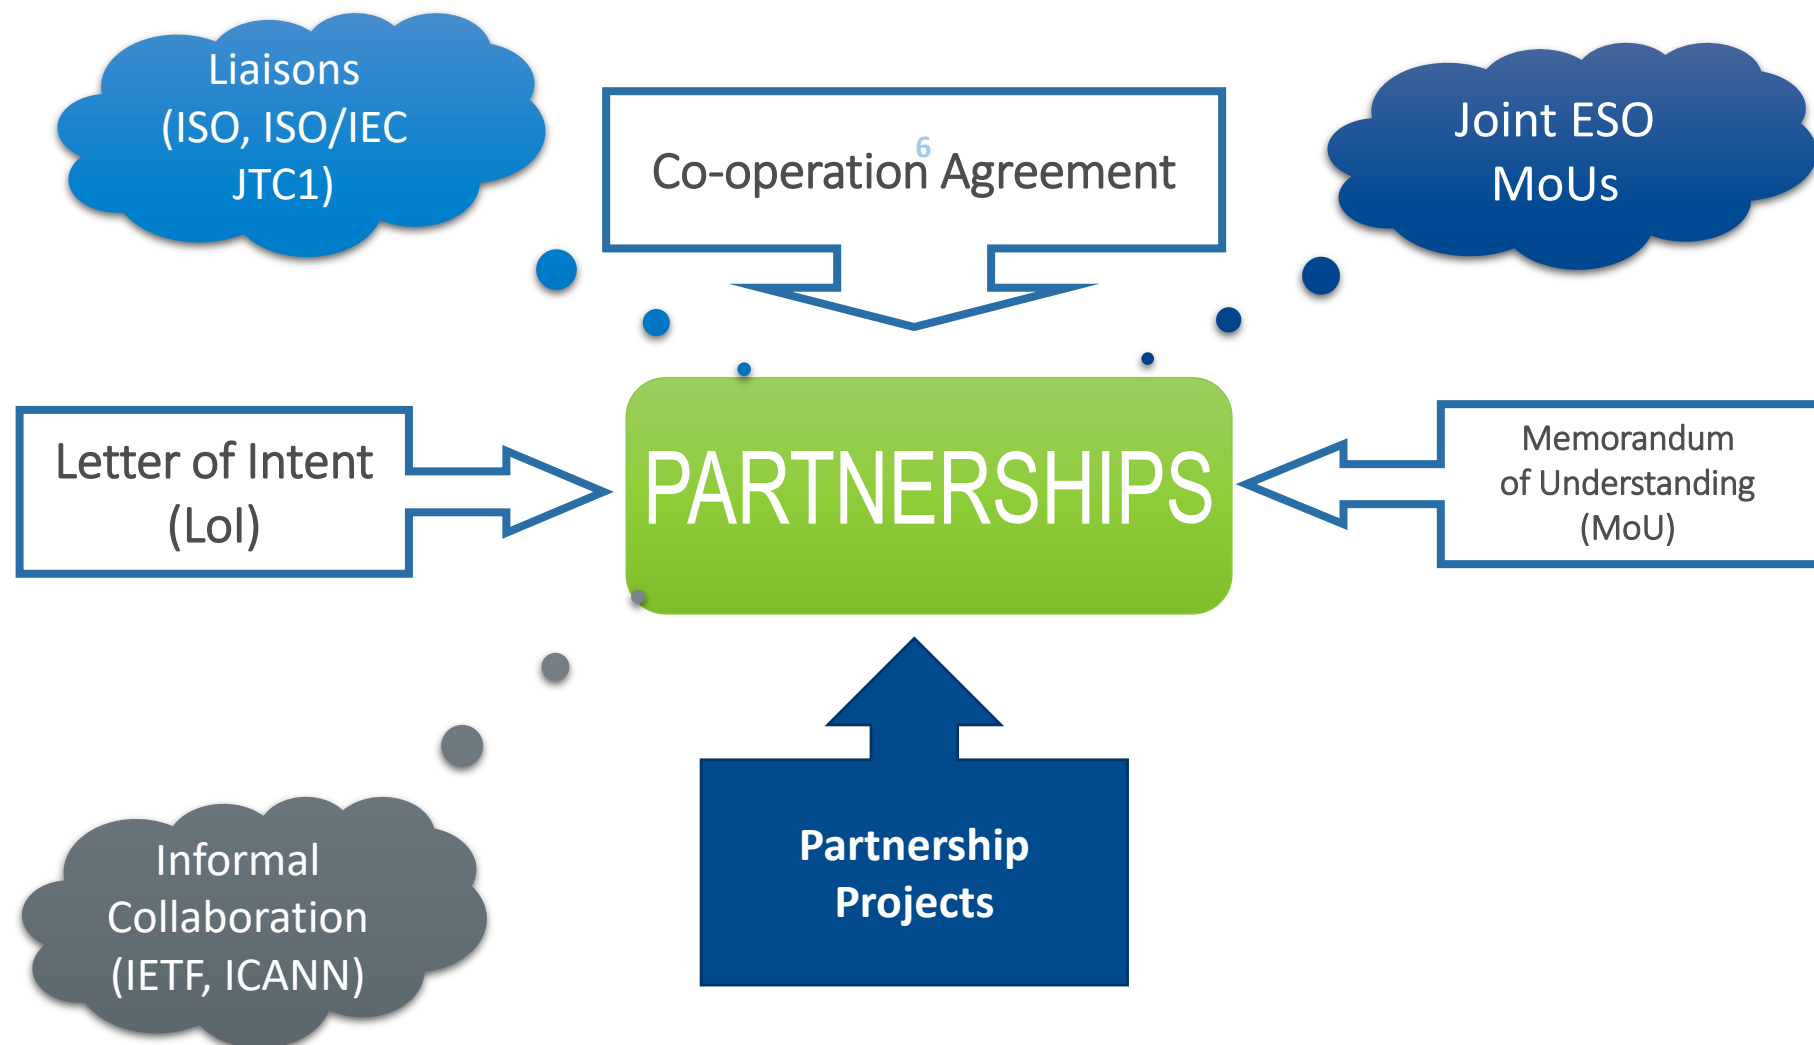 Liaisons
(ISO, ISO/IEC
JTC1)
6
Co-operation Agreement
Joint ESO
MoUs
Letter of Intent
(LoI)
PARTNERSHIPS
Memorandum
of Understanding
(MoU)
Informal
Collaboration
(IETF, ICANN)
Partnership
Projects